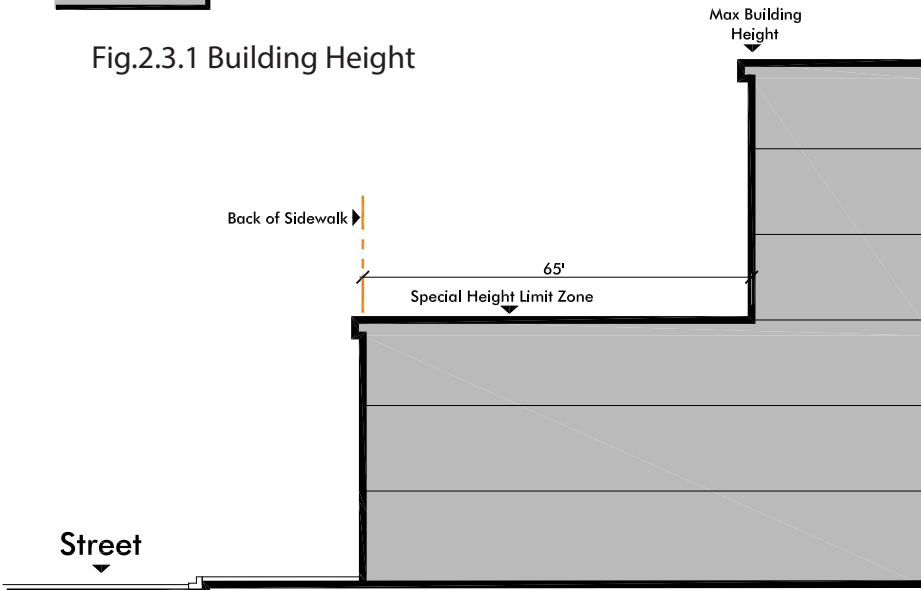 Max Building
Height
Fig.2.3.1 Building Height
Back of Sidewalk
65'
Special Height Limit Zone
Street